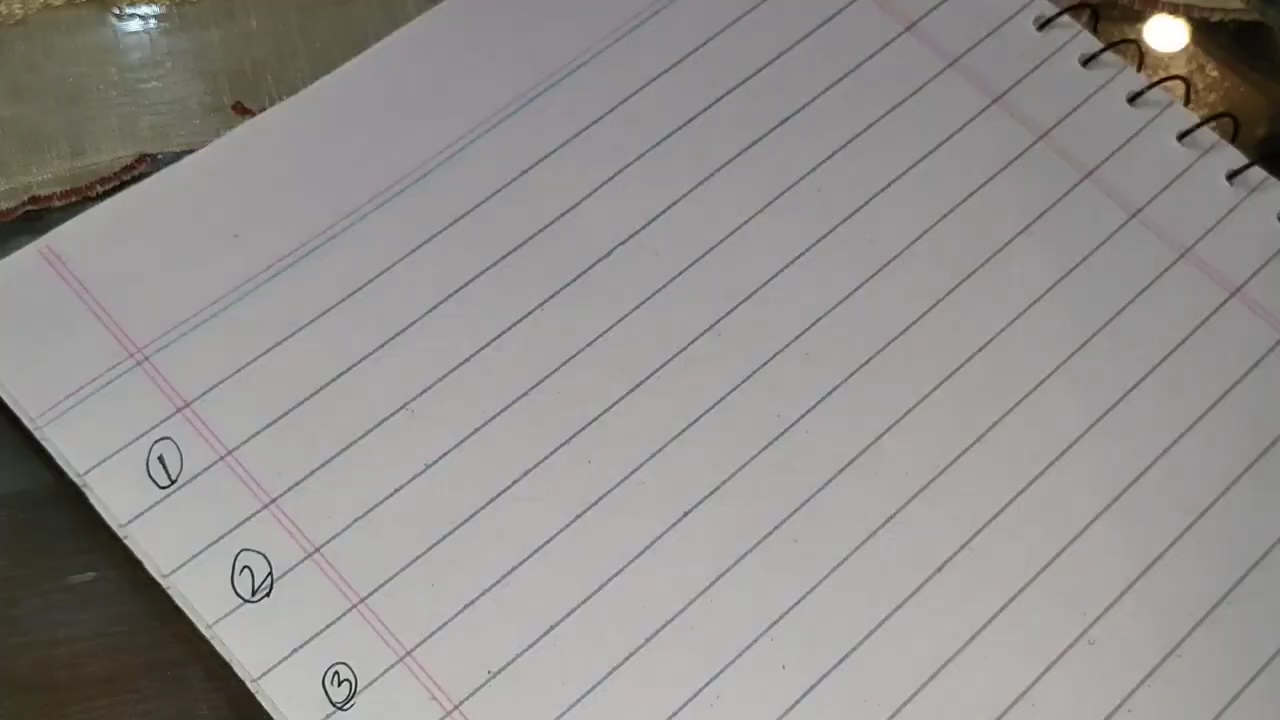 ①
②
③